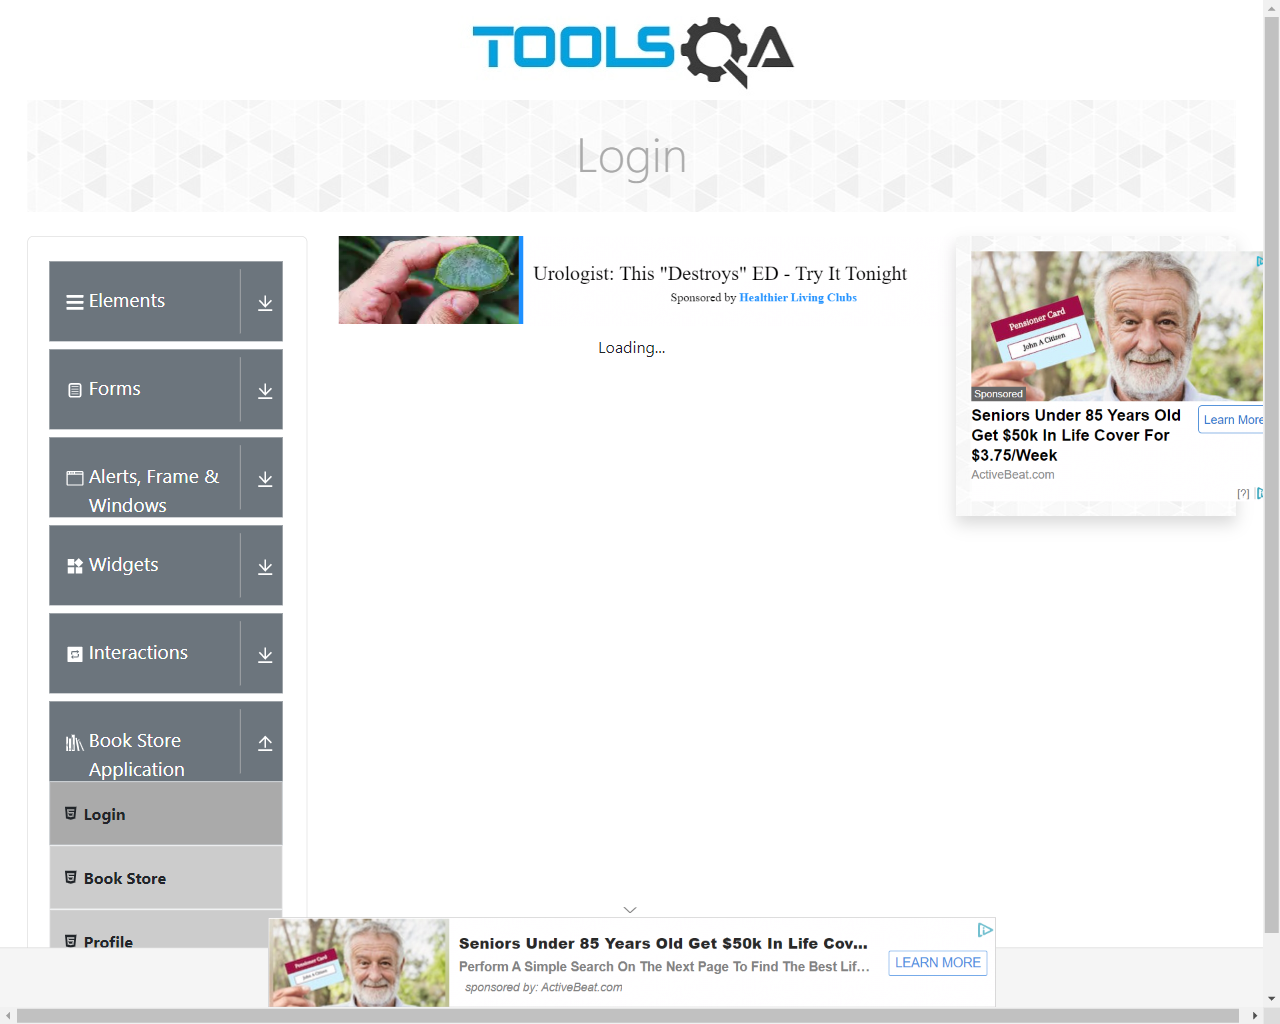 TOOLSQA
Login
Elements
Forms
Alerts, Frame &
Windows
Widgets
Interactions
Book Store
Application
Login
Book Store
Profile
Urologist: This "Destroys" ED - Try It Tonight
Sponsored by Healthier Living Clubs
Loading...
Pensioner Card
John A Citizen
Sponsored
Seniors Under 85 Years Old
Get $50k In Life Cover For
$3.75/Week
Learn More
ActiveBeat.com
[?]
Pensioner Card
John A Citizen
Seniors Under 85 Years Old Get $50k In Life Cov...
Perform A Simple Search On The Next Page To Find The Best Lif...
sponsored by: ActiveBeat.com
LEARN MORE